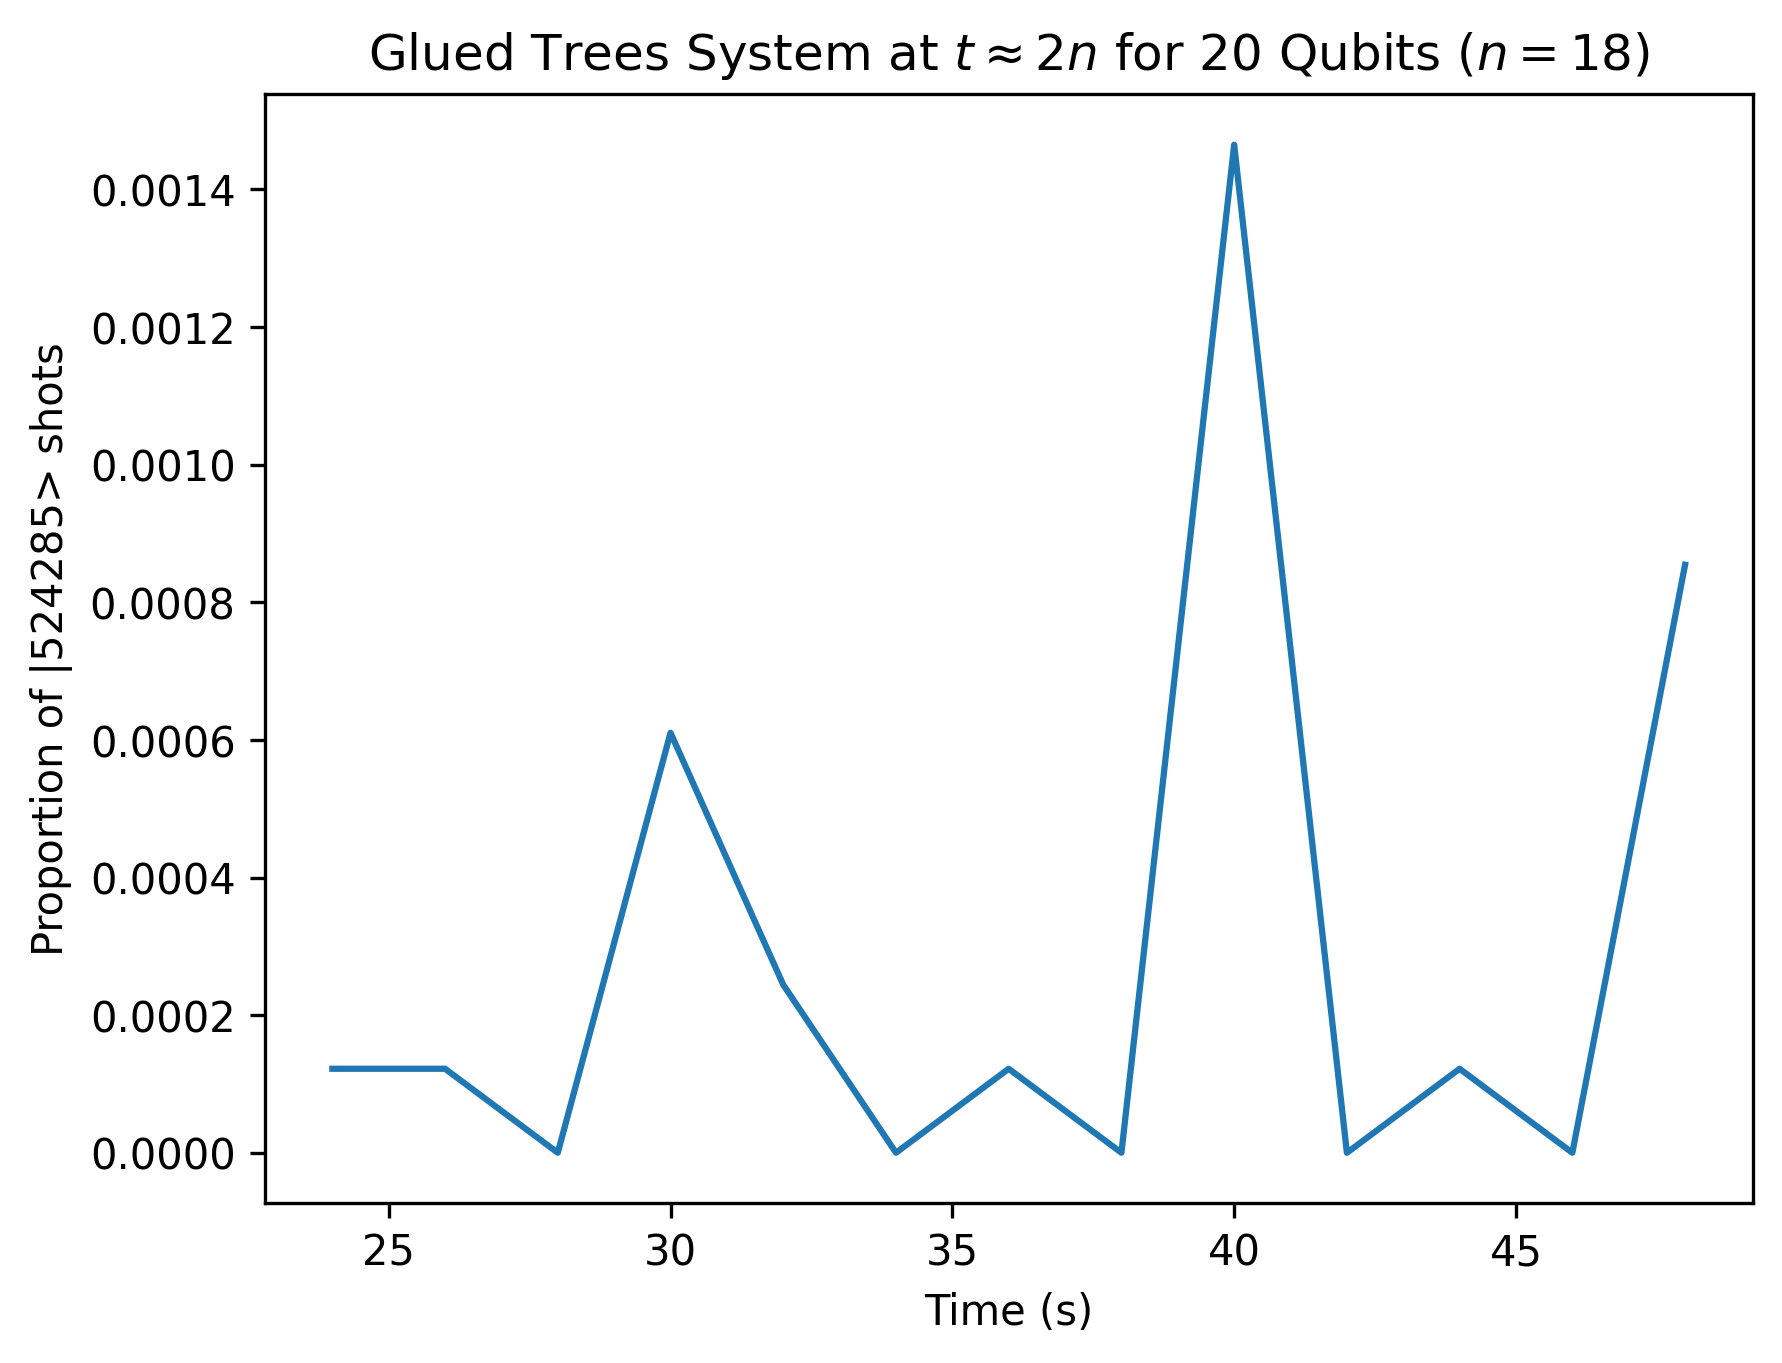 Glued Trees System at t ≈ 2n for 20 Qubits (n = 18)
Proportion of |524285> shots
0.0014
0.0012
0.0010
0.0008
0.0006
0.0004
0.0002
0.0000
25 30 35 40 45
Time (s)